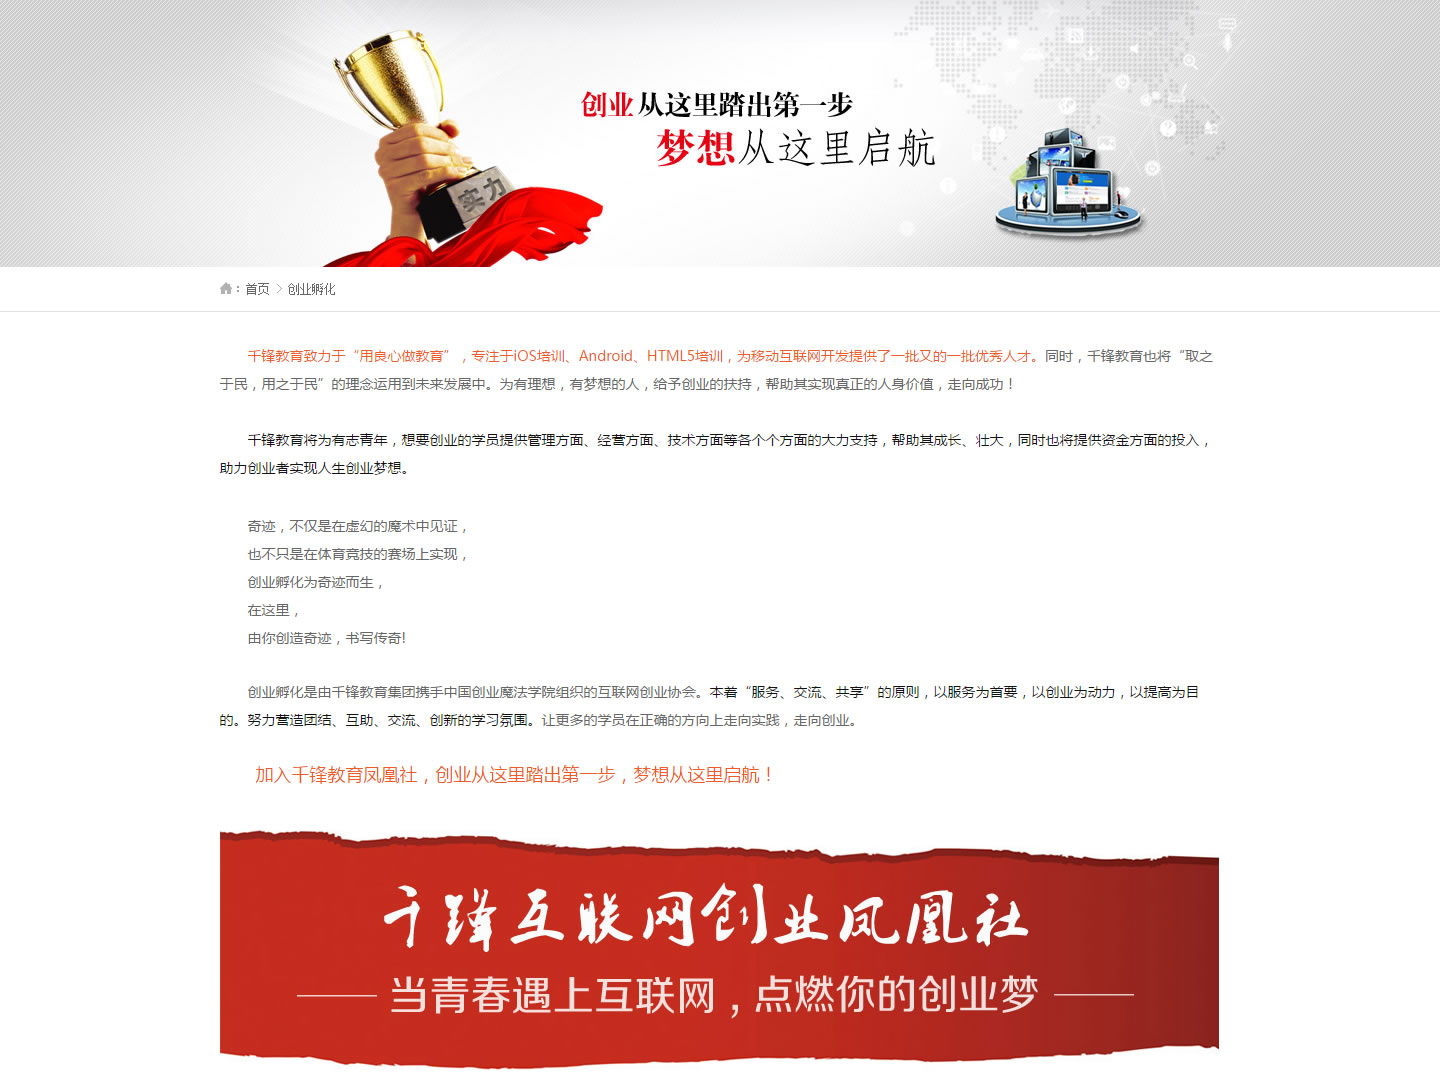 创业从这里踏出第一步
梦想从这里启航
实力
：首页 > 创业孵化
千锋教育致力于“用良心做教育”，专注于iOS培训、Android、HTML5培训，为移动互联网开发提供了一批又的一批优秀人才。同时，千锋教育也将“取之
于民，用之于民”的理念运用到未来发展中。为有理想，有梦想的人，给予创业的扶持，帮助其实现真正的人身价值，走向成功！
千锋教育将为有志青年，想要创业的学员提供管理方面、经营方面、技术方面等各个个方面的大力支持，帮助其成长、壮大，同时也将提供资金方面的投入，
助力创业者实现人生创业梦想。
奇迹，不仅是在虚幻的魔术中见证，
也不只是在体育竞技的赛场上实现，
创业孵化为奇迹而生，
在这里，
由你创造奇迹，书写传奇!
创业孵化是由千锋教育集团携手中国创业魔法学院组织的互联网创业协会。本着“服务、交流、共享”的原则，以服务为首要，以创业为动力，以提高为目
的。努力营造团结、互助、交流、创新的学习氛围。让更多的学员在正确的方向上走向实践，走向创业。
加入千锋教育凤凰社，创业从这里踏出第一步，梦想从这里启航！
千锋互联网创业凤凰社
当青春遇上互联网，点燃你的创业梦